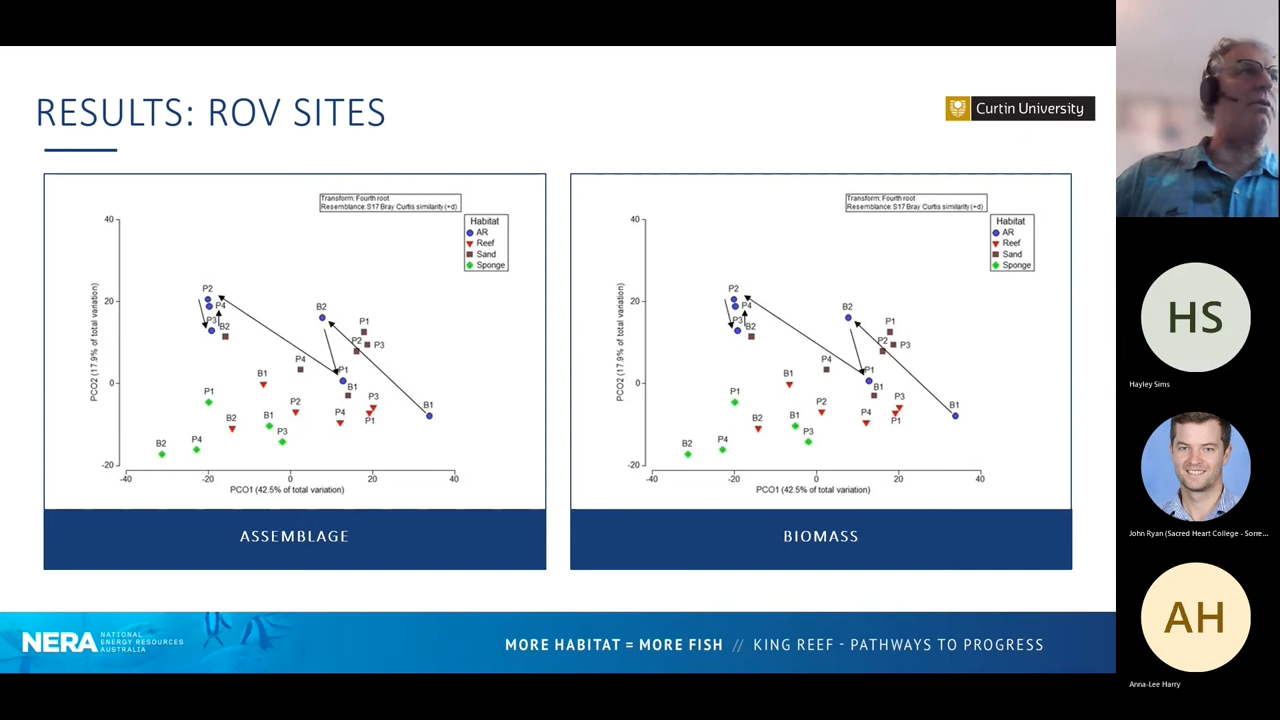 RESULTS: ROV SITES
Curtin University
Transform: Fourth root
Resemblance: S17 Bray Curtis similarity (+d)
Habitat
AR
Reef
Sand
Sponge
40
20
0
-20
PCO2 (17.9% of total variation)
P2
P4
P3
B2
B2
P1
P2
P3
P4
P1
B1
B1
P1
B1
P2
P3
P4
P1
B2
B1
P3
B2
P4
-40
-20
0
20
40
PCO1 (42.5% of total variation)
ASSEMBLAGE
Transform: Fourth root
Resemblance: S17 Bray Curtis similarity (+d)
Habitat
AR
Reef
Sand
Sponge
40
20
0
-20
PCO2 (17.9% of total variation)
P2
P4
P3
B2
B2
P1
P2
P3
P4
P1
B1
B1
P1
B1
P2
P3
P4
P1
B2
B1
P3
B2
P4
-40
-20
0
20
40
PCO1 (42.5% of total variation)
BIOMASS
NERA NATIONAL
ENERGY RESOURCES
AUSTRALIA
MORE HABITAT = MORE FISH // KING REEF - PATHWAYS TO PROGRESS
HS
Hayley Sims
John Ryan (Sacred Heart College - Sorre...
AH
Anna-Lee Harry